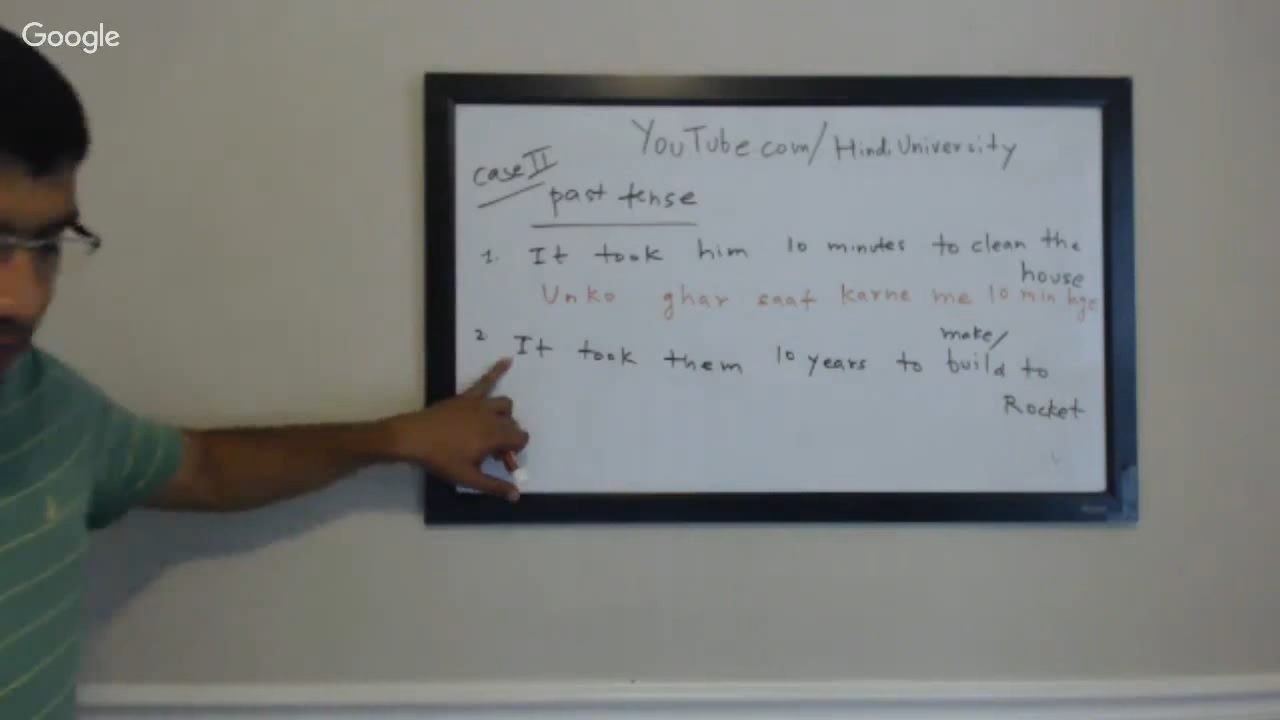 Google
YouTube.com/HindiUniversity
Case II
past tense
1. It took him 10 minutes to clean the
house
Unko ghar saaf karne me 10 min lge
make/
2 It took them 10 years to build to
Rocket